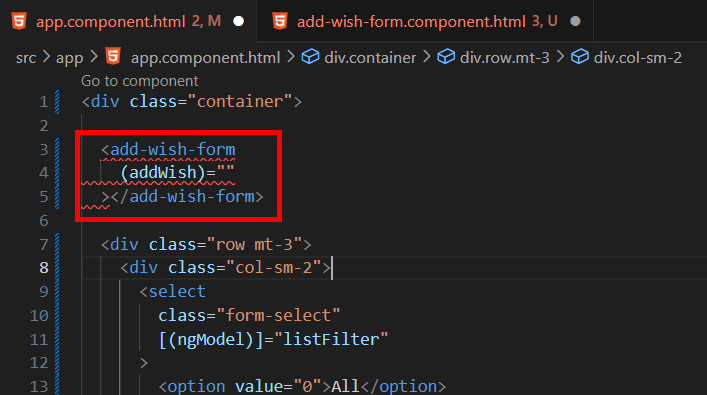 app.component.html 2, M add-wish-form.component.html 3, U
src > app > app.component.html > div.container > div.row.mt-3 > div.col-sm-2
Go to component
1 <div class="container">
2
3 <add-wish-form
4 (addWish)=""
5 ></add-wish-form>
6
7 <div class="row mt-3">
8 <div class="col-sm-2">
9 <select
10 class="form-select"
11 [(ngModel)]="listFilter"
12 >
13 <option value="0">All</option>